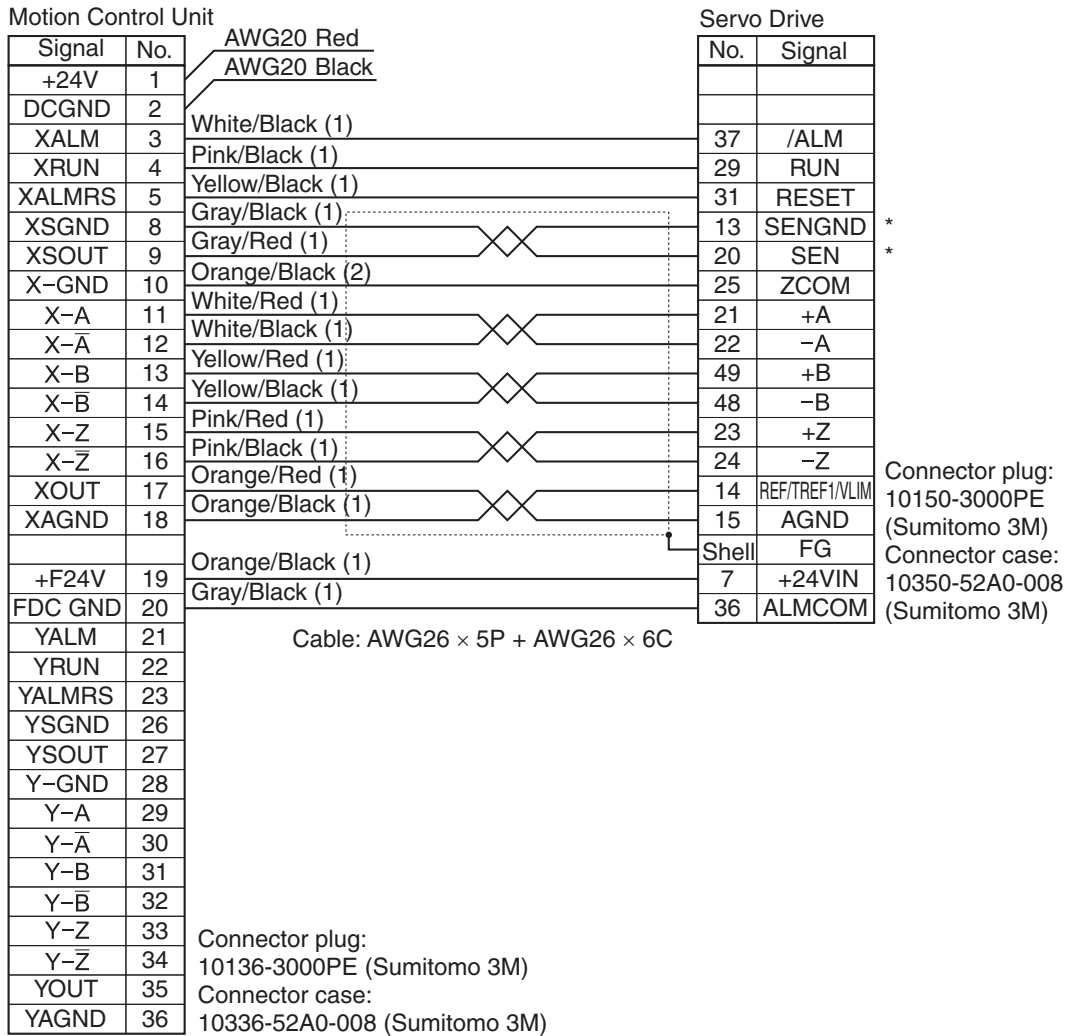 Motion Control Unit
Servo Drive
Signal No. AWG20 Red No. Signal
+24V 1 AWG20 Black
DCGND 2
XALM 3 White/Black (1) 37 /ALM
XRUN 4 Pink/Black (1) 29 RUN
XALMRS 5 Yellow/Black (1) 31 RESET
XSGND 8 Gray/Black (1) 13 SENGND *
XSOUT 9 Gray/Red (1) 20 SEN *
X-GND 10 Orange/Black (2) 25 ZCOM
X-A 11 White/Red (1) 21 +A
X-A̅ 12 White/Black (1) 22 -A
X-B 13 Yellow/Red (1) 49 +B
X-B̅ 14 Yellow/Black (1) 48 -B
X-Z 15 Pink/Red (1) 23 +Z
X-Z̅ 16 Pink/Black (1) 24 -Z
XOUT 17 Orange/Red (1) 14 REF/TREF1/VLIM
XAGND 18 Orange/Black (1) 15 AGND
Shell FG
+F24V 19 Orange/Black (1) 7 +24VIN
FDC GND 20 Gray/Black (1) 36 ALMCOM
Connector plug:
10150-3000PE
(Sumitomo 3M)
Connector case:
10350-52A0-008
(Sumitomo 3M)
YALM 21 Cable: AWG26 × 5P + AWG26 × 6C
YRUN 22
YALMRS 23
YSGND 26
YSOUT 27
Y-GND 28
Y-A 29
Y-A̅ 30
Y-B 31
Y-B̅ 32
Y-Z 33
Y-Z̅ 34
YOUT 35
YAGND 36
Connector plug:
10136-3000PE (Sumitomo 3M)
Connector case:
10336-52A0-008 (Sumitomo 3M)